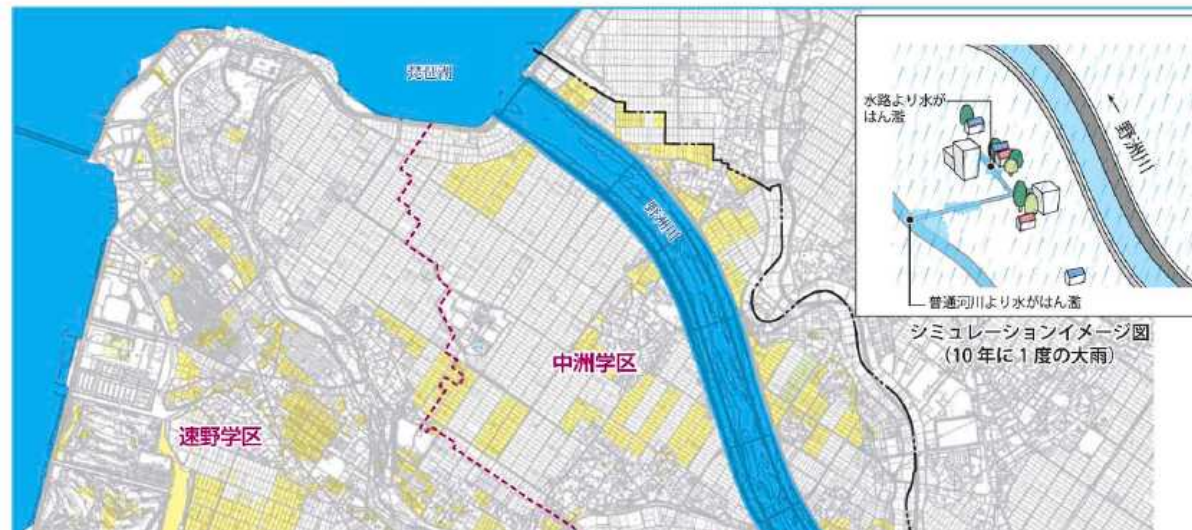 琵琶湖
野洲川
中洲学区
速野学区
水路より水が
はん濫
野洲川
普通河川より水がはん濫
シミュレーションイメージ図
(10年に1度の大雨)